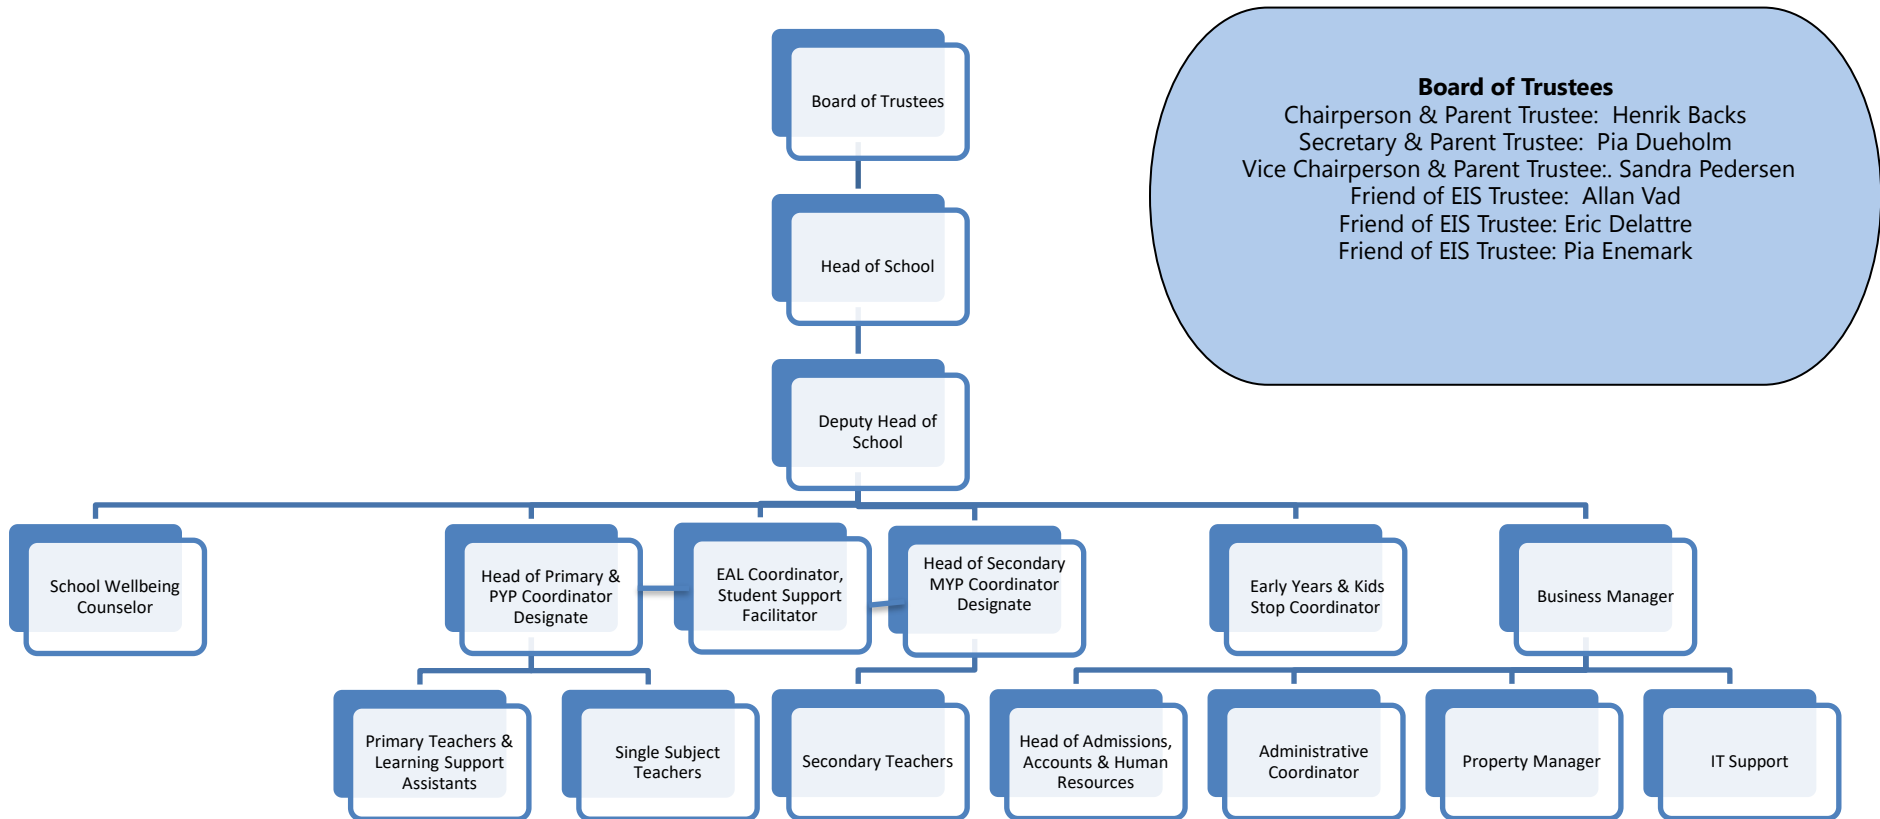 Board of Trustees
Board of Trustees
Chairperson & Parent Trustee:  Henrik Backs
Secretary & Parent Trustee:  Pia Dueholm
Vice Chairperson & Parent Trustee:. Sandra Pedersen
Friend of EIS Trustee:  Allan Vad
Friend of EIS Trustee: Eric Delattre
Friend of EIS Trustee: Pia Enemark
Head of School
Deputy Head of
School
School Wellbeing
Counselor
Head of Primary &
PYP Coordinator
Designate
EAL Coordinator,
Student Support
Facilitator
Head of Secondary
MYP Coordinator
Designate
Early Years & Kids
Stop Coordinator
Business Manager
Primary Teachers &
Learning Support
Assistants
Single Subject
Teachers
Secondary Teachers
Head of Admissions,
Accounts & Human
Resources
Administrative
Coordinator
Property Manager
IT Support